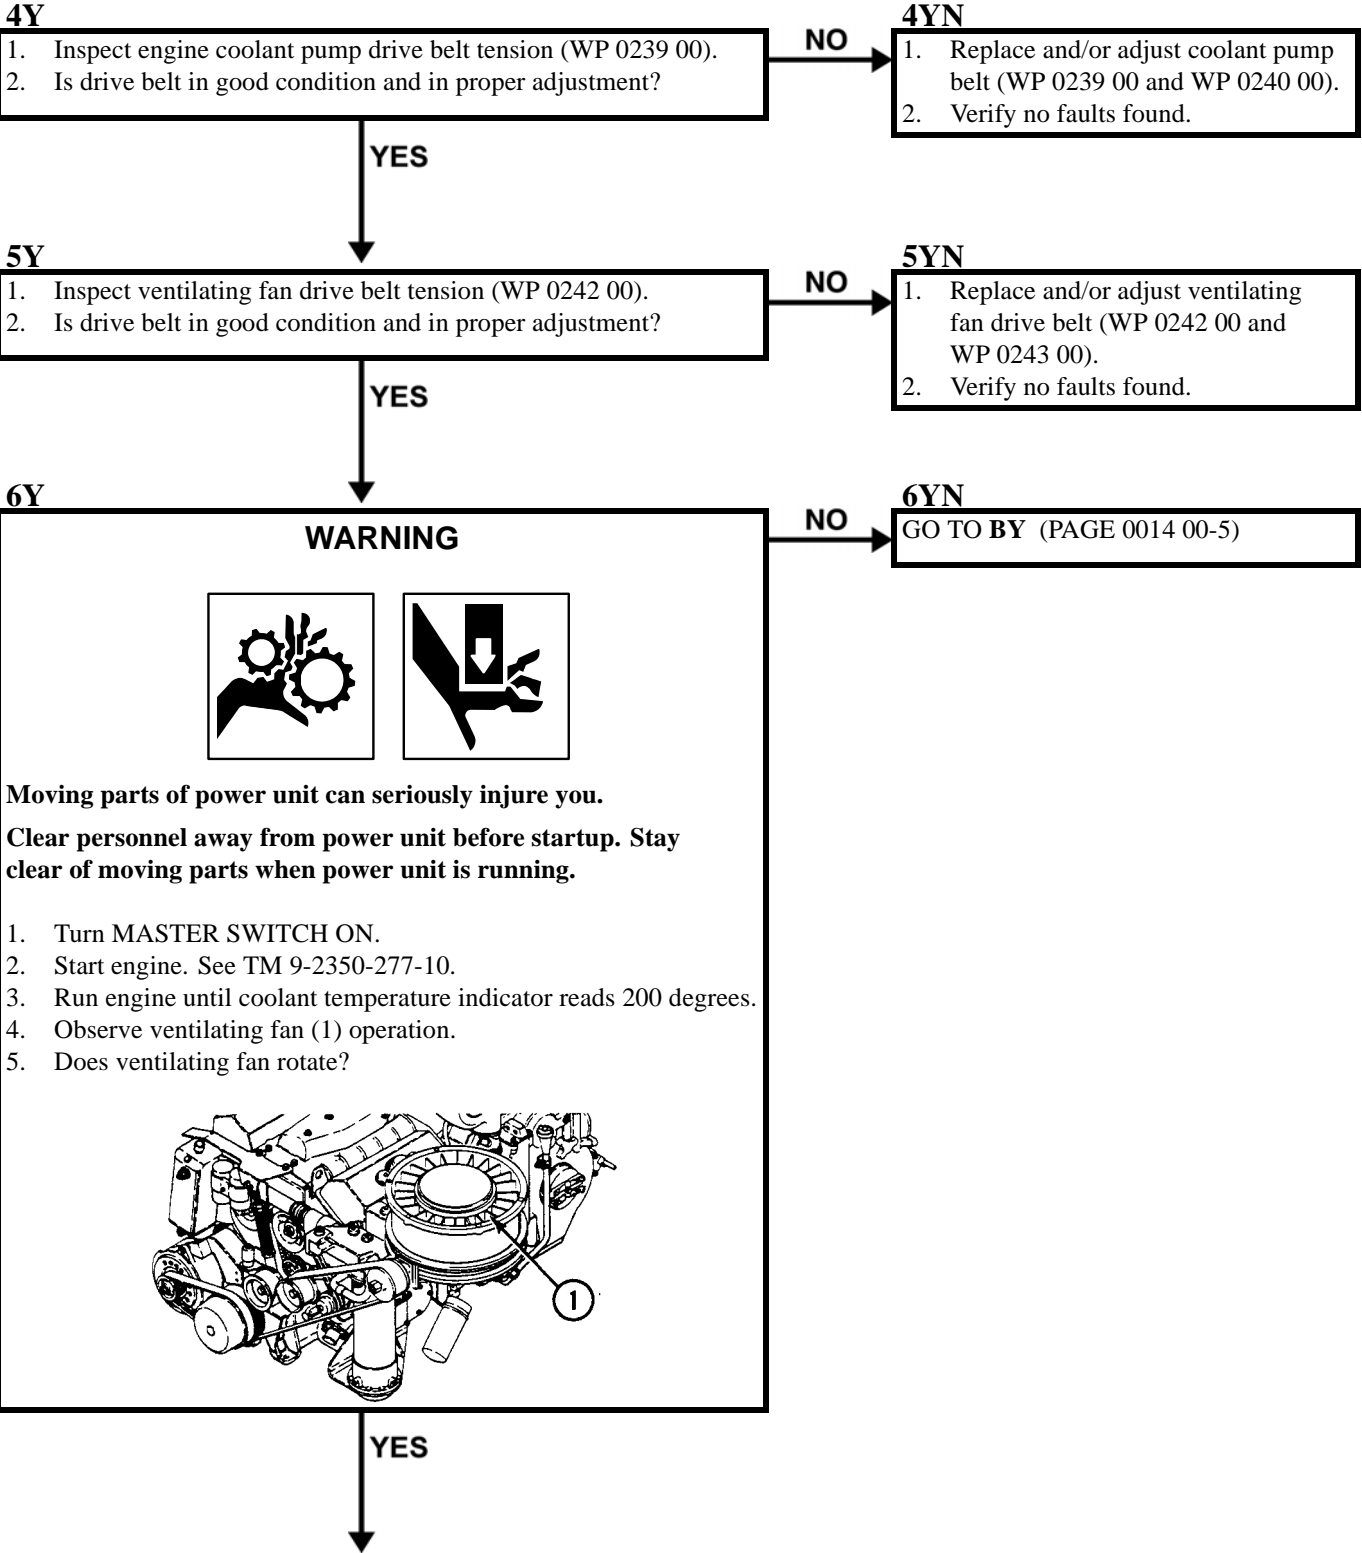 4Y
1. Inspect engine coolant pump drive belt tension (WP 0239 00).
2. Is drive belt in good condition and in proper adjustment?
NO
4YN
1. Replace and/or adjust coolant pump
belt (WP 0239 00 and WP 0240 00).
2. Verify no faults found.
YES
5Y
1. Inspect ventilating fan drive belt tension (WP 0242 00).
2. Is drive belt in good condition and in proper adjustment?
NO
5YN
1. Replace and/or adjust ventilating
fan drive belt (WP 0242 00 and
WP 0243 00).
2. Verify no faults found.
YES
6Y
WARNING
NO
6YN
GO TO BY (PAGE 0014 00-5)
Moving parts of power unit can seriously injure you.
Clear personnel away from power unit before startup. Stay
clear of moving parts when power unit is running.
1. Turn MASTER SWITCH ON.
2. Start engine. See TM 9-2350-277-10.
3. Run engine until coolant temperature indicator reads 200 degrees.
4. Observe ventilating fan (1) operation.
5. Does ventilating fan rotate?
1
YES